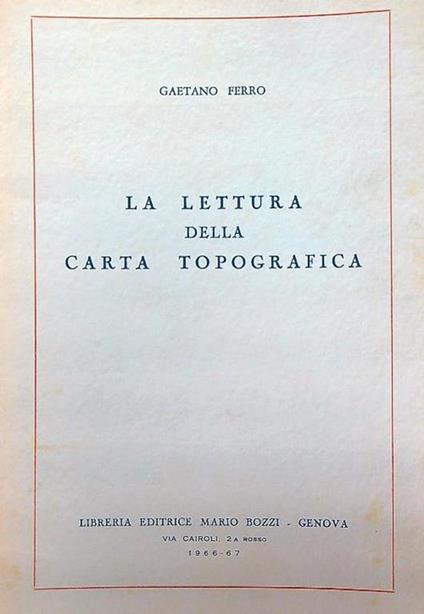 GAETANO FERRO
LA LETTURA
DELLA
CARTA TOPOGRAFICA
LIBRERIA EDITRICE MARIO BOZZI - GENOVA
VIA CAIROLI, 2 A ROSSO
1966-67